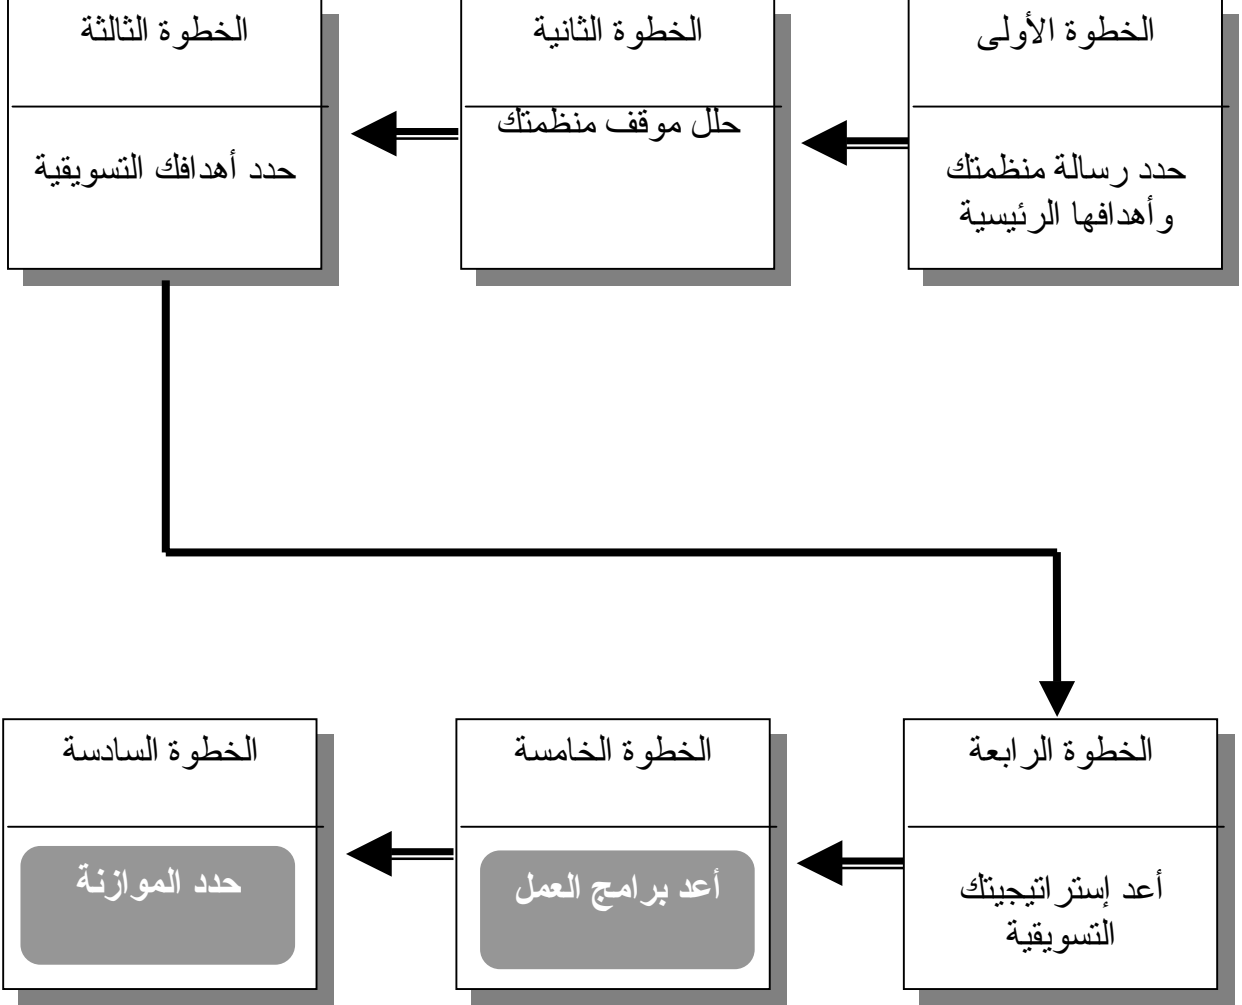 الخطوة الأولى
حدد رسالة منظمتك
وأهدافها الرئيسية
الخطوة الثانية
حلل موقف منظمتك
الخطوة الثالثة
حدد أهدافك التسويقية
الخطوة الرابعة
أعد إستراتيجيتك
التسويقية
الخطوة الخامسة
أعد برامج العمل
الخطوة السادسة
حدد الموازنة